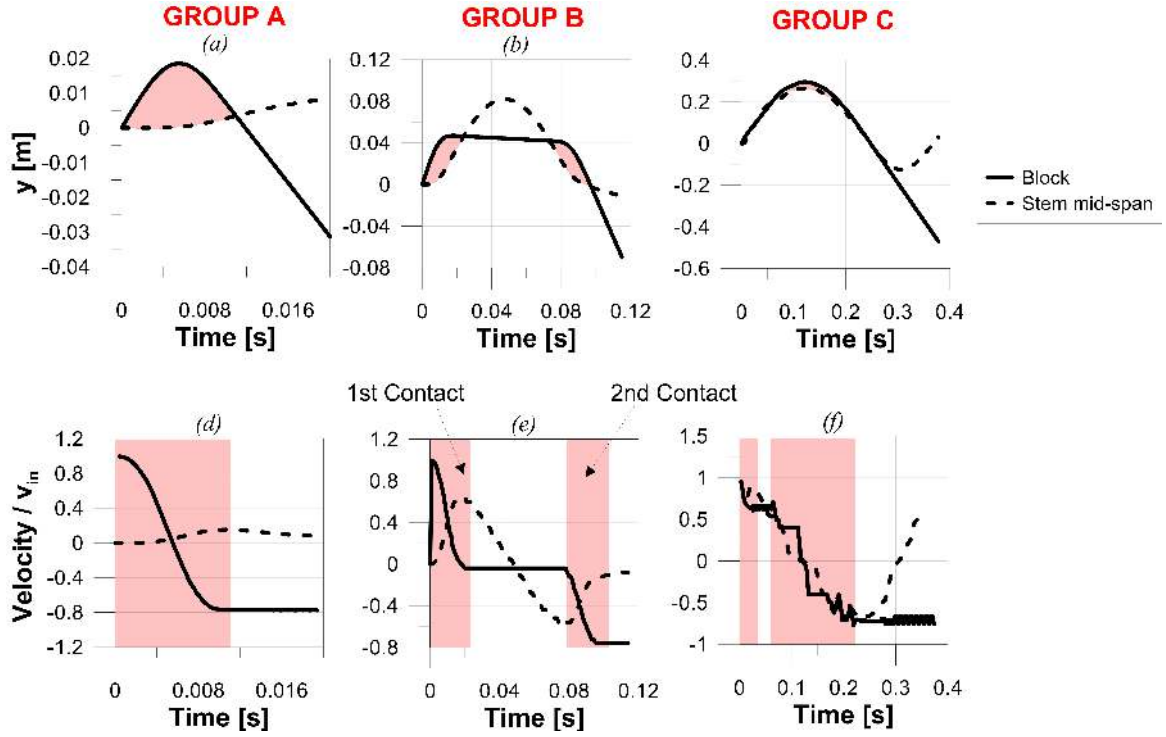 GROUP A GROUP B GROUP C
(a) (b)
0.02
0.01
0
-0.01
-0.02
-0.03
-0.04
y [m]
0 0.008 0.016
Time [s]
0.12
0.08
0.04
0
-0.04
-0.08
0 0.04 0.08 0.12
Time [s]
0.4
0.2
0
-0.2
-0.4
-0.6
0 0.1 0.2 0.3 0.4
Time [s]
Block
Stem mid-span
1st Contact 2nd Contact
(d) (e) (f)
1.2
0.8
0.4
0
-0.4
-0.8
-1.2
Velocity / vin
0 0.008 0.016
Time [s]
1.2
0.8
0.4
0
-0.4
-0.8
0 0.04 0.08 0.12
Time [s]
1.5
1
0.5
0
-0.5
-1
0 0.1 0.2 0.3 0.4
Time [s]